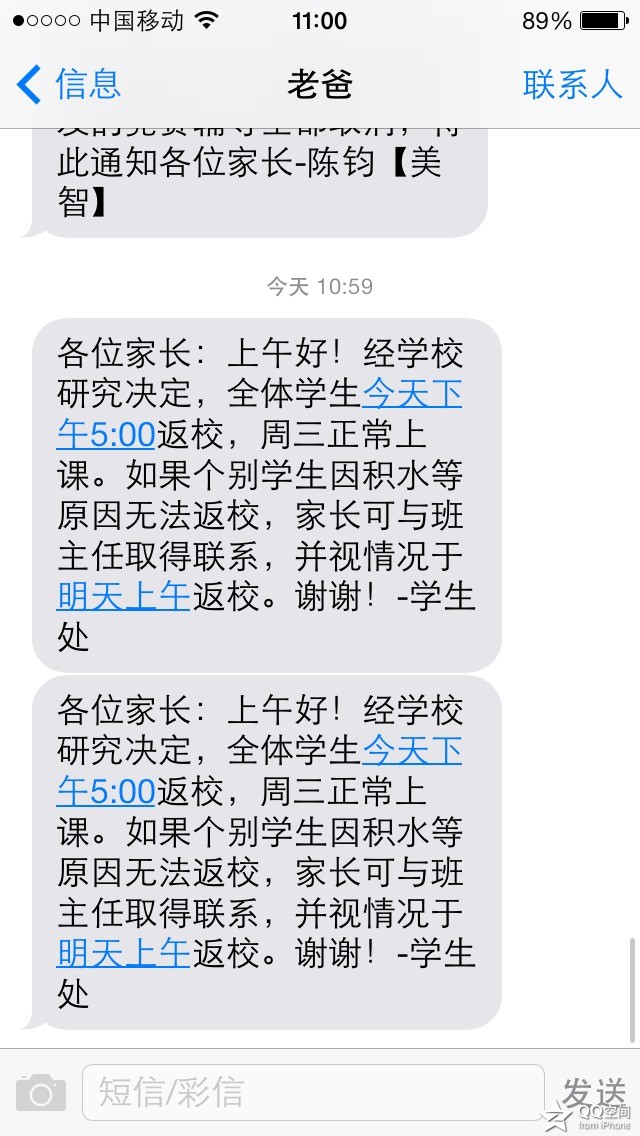 中国移动 11:00 89%
信息 老爸 联系人
此通知各位家长-陈钧【美
智】
今天 10:59
各位家长：上午好！经学校
研究决定，全体学生今天下
午5:00返校，周三正常上
课。如果个别学生因积水等
原因无法返校，家长可与班
主任取得联系，并视情况于
明天上午返校。谢谢！-学生
处
各位家长：上午好！经学校
研究决定，全体学生今天下
午5:00返校，周三正常上
课。如果个别学生因积水等
原因无法返校，家长可与班
主任取得联系，并视情况于
明天上午返校。谢谢！-学生
处
短信/彩信 发送
QQ空间
from iPhone